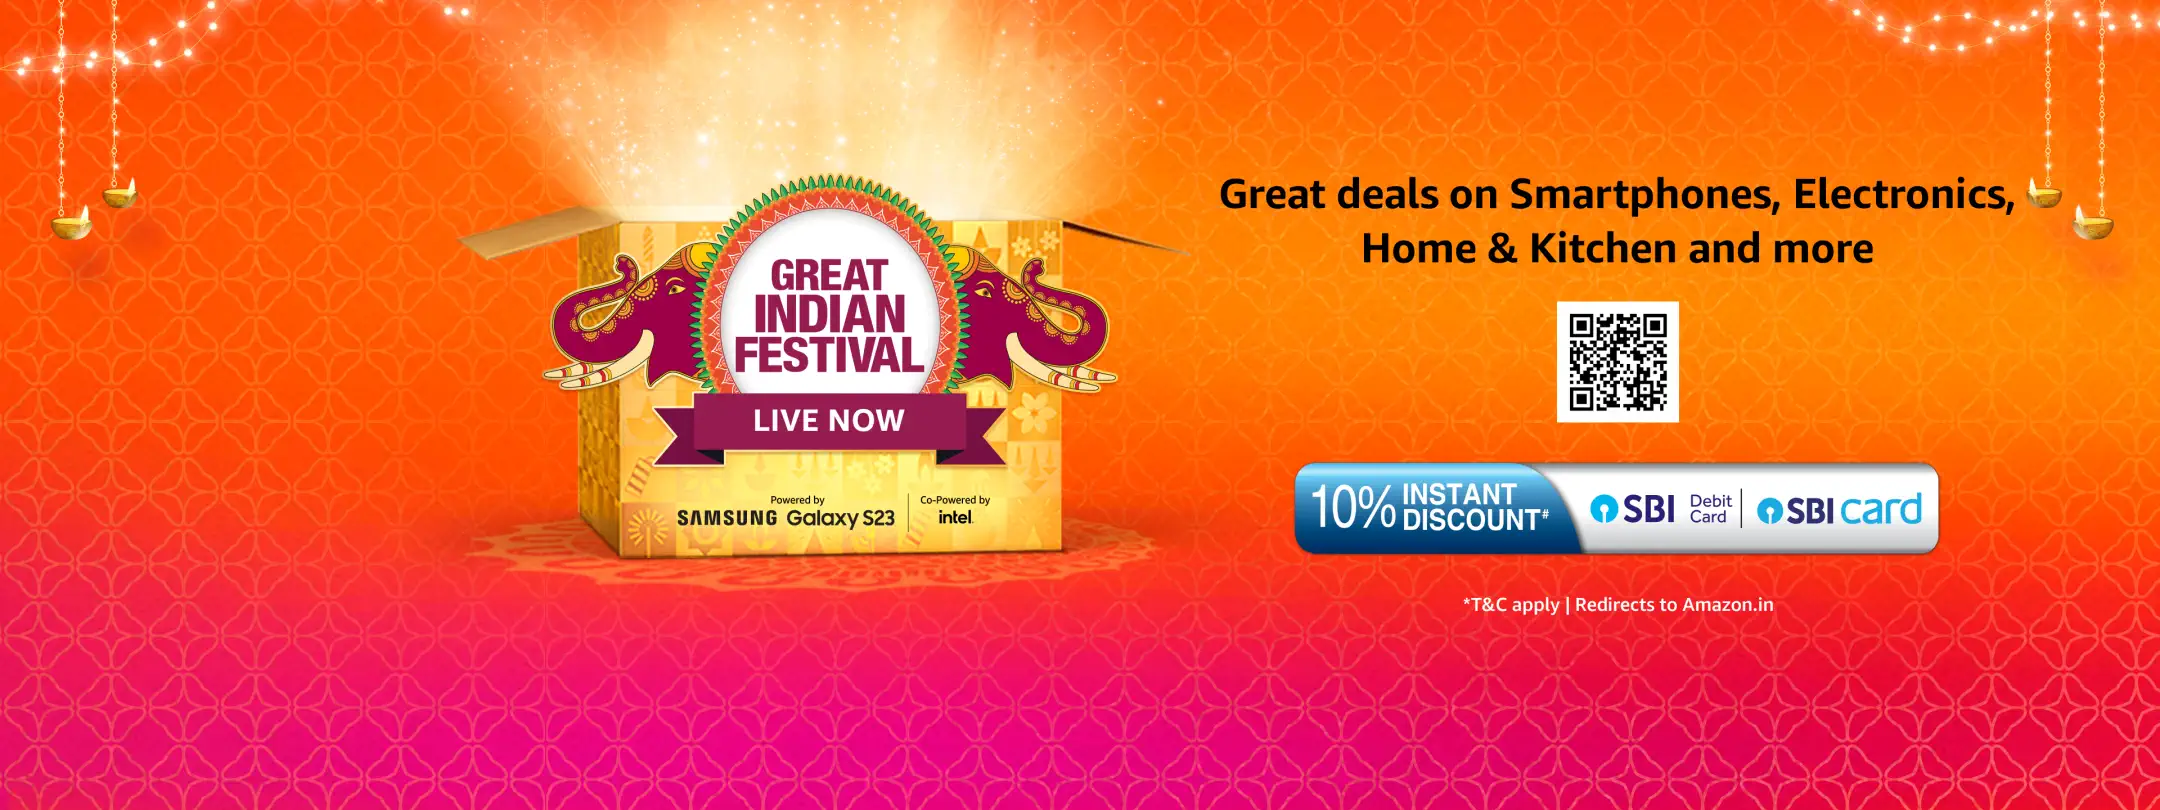 GREAT
INDIAN
FESTIVAL
LIVE NOW
Powered by
SAMSUNG Galaxy S23
Co-Powered by
intel.
Great deals on Smartphones, Electronics,
Home & Kitchen and more
10% INSTANT
DISCOUNT#
SBI Debit
Card
SBI card
*T&C apply | Redirects to Amazon.in